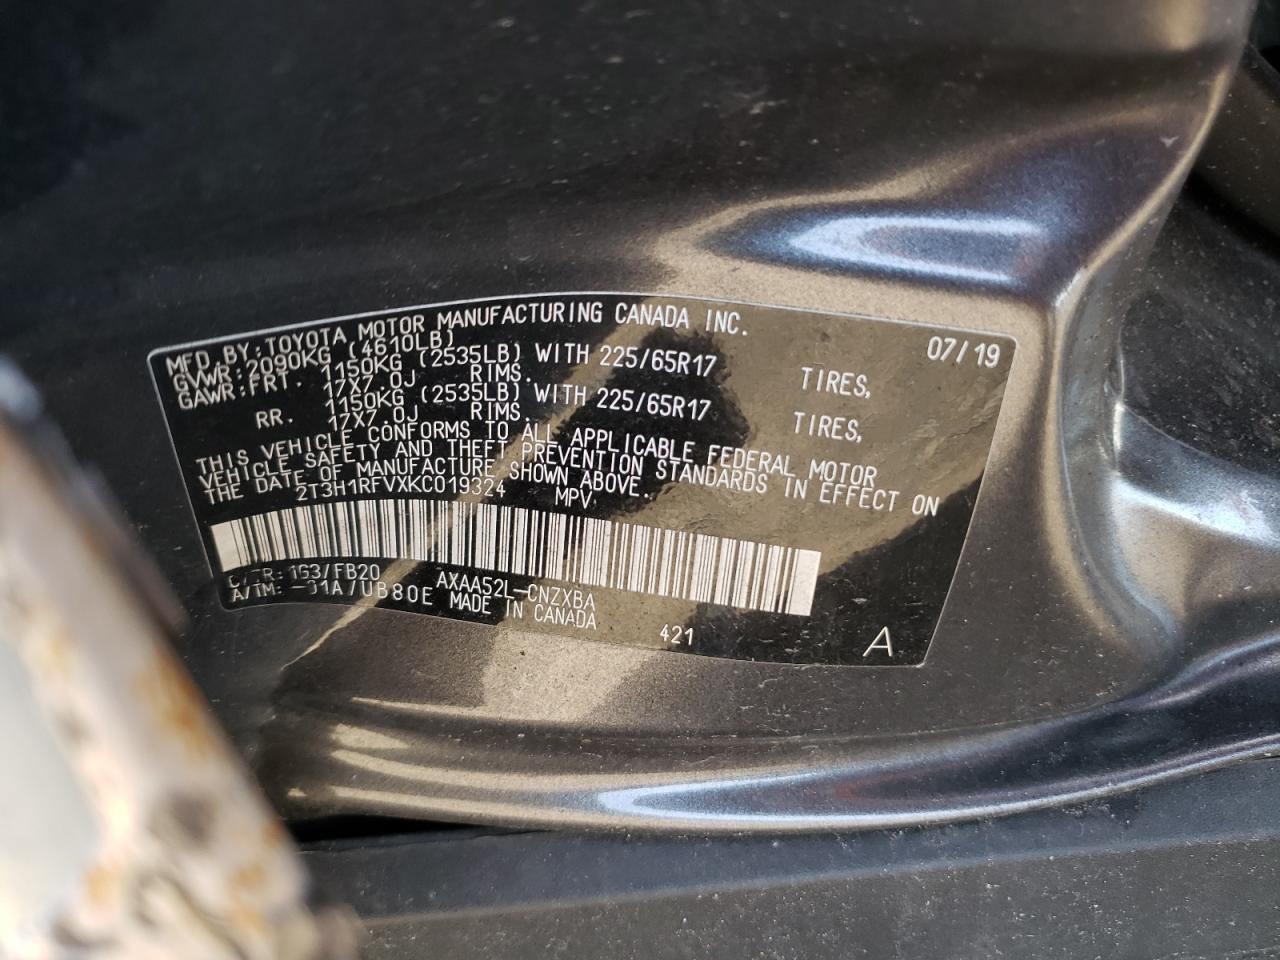 MFD BY:TOYOTA MOTOR MANUFACTURING CANADA INC. 07/19
GVWR:2090KG (4610LB)
GAWR:FRT. 1150KG (2535LB) WITH 225/65R17 TIRES,
17X7.0J RIMS.
RR. 1150KG (2535LB) WITH 225/65R17 TIRES,
17X7.0J RIMS.
THIS VEHICLE CONFORMS TO ALL APPLICABLE FEDERAL MOTOR
VEHICLE SAFETY AND THEFT PREVENTION STANDARDS IN EFFECT ON
THE DATE OF MANUFACTURE SHOWN ABOVE.
2T3H1RFVXKC019324 MPV
C/TR: 1G3/FB20 AXAA52L-CNZXBA
A/TM: UB80E MADE IN CANADA
421 A